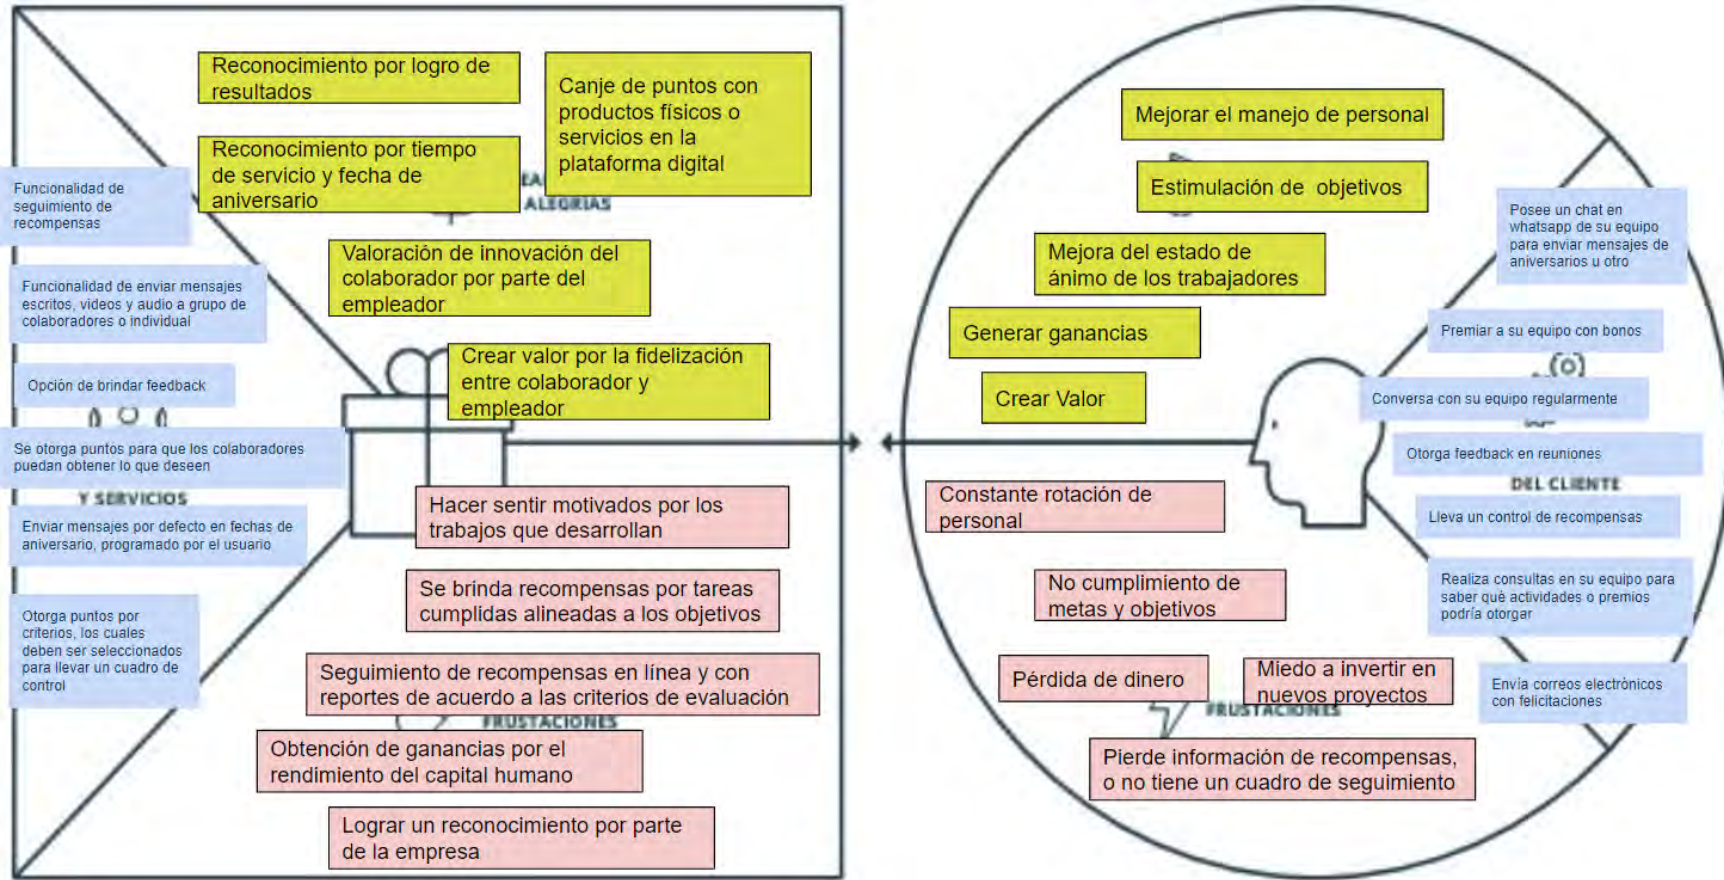 Reconocimiento por logro de
resultados
Canje de puntos con
productos físicos o
servicios en la
plataforma digital
Reconocimiento por tiempo
de servicio y fecha de
aniversario
ALEGRÍAS
Valoración de innovación del
colaborador por parte del
empleador
Crear valor por la fidelización
entre colaborador y
empleador
Funcionalidad de
seguimiento de
recompensas
Funcionalidad de enviar mensajes
escritos, videos y audio a grupo de
colaboradores o individual
Opción de brindar feedback
Se otorga puntos para que los colaboradores
puedan obtener lo que deseen
Y SERVICIOS
Enviar mensajes por defecto en fechas de
aniversario, programado por el usuario
Otorga puntos por
criterios, los cuales
deben ser seleccionados
para llevar un cuadro de
control
Hacer sentir motivados por los
trabajos que desarrollan
Se brinda recompensas por tareas
cumplidas alineadas a los objetivos
Seguimiento de recompensas en línea y con
reportes de acuerdo a las criterios de evaluación
FRUSTACIONES
Obtención de ganancias por el
rendimiento del capital humano
Lograr un reconocimiento por parte
de la empresa
Mejorar el manejo de personal
Estimulación de objetivos
Mejora del estado de
ánimo de los trabajadores
Generar ganancias
Crear Valor
Constante rotación de
personal
No cumplimiento de
metas y objetivos
Pérdida de dinero
Miedo a invertir en
nuevos proyectos
FRUSTACIONES
Pierde información de recompensas,
o no tiene un cuadro de seguimiento
Posee un chat en
whatsapp de su equipo
para enviar mensajes de
aniversarios u otro
Premiar a su equipo con bonos
Conversa con su equipo regularmente
Otorga feedback en reuniones
DEL CLIENTE
Lleva un control de recompensas
Realiza consultas en su equipo para
saber qué actividades o premios
podría otorgar
Envía correos electrónicos
con felicitaciones